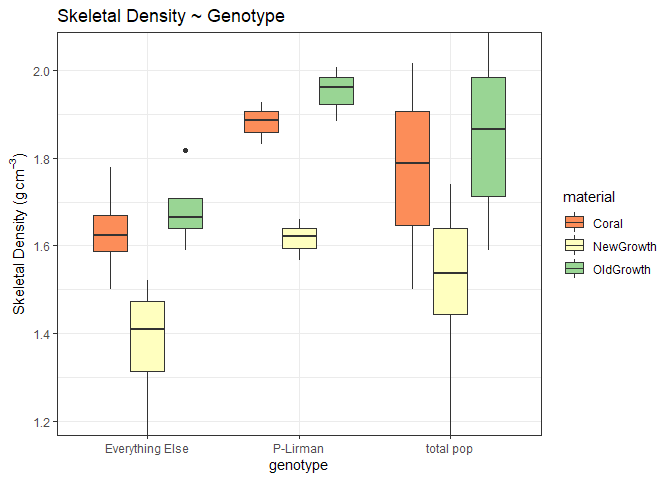 Skeletal Density ~ Genotype
Skeletal Density (g cm⁻³)
2.0
1.8
1.6
1.4
1.2
Everything Else P-Lirman total pop
genotype
material
Coral
NewGrowth
OldGrowth